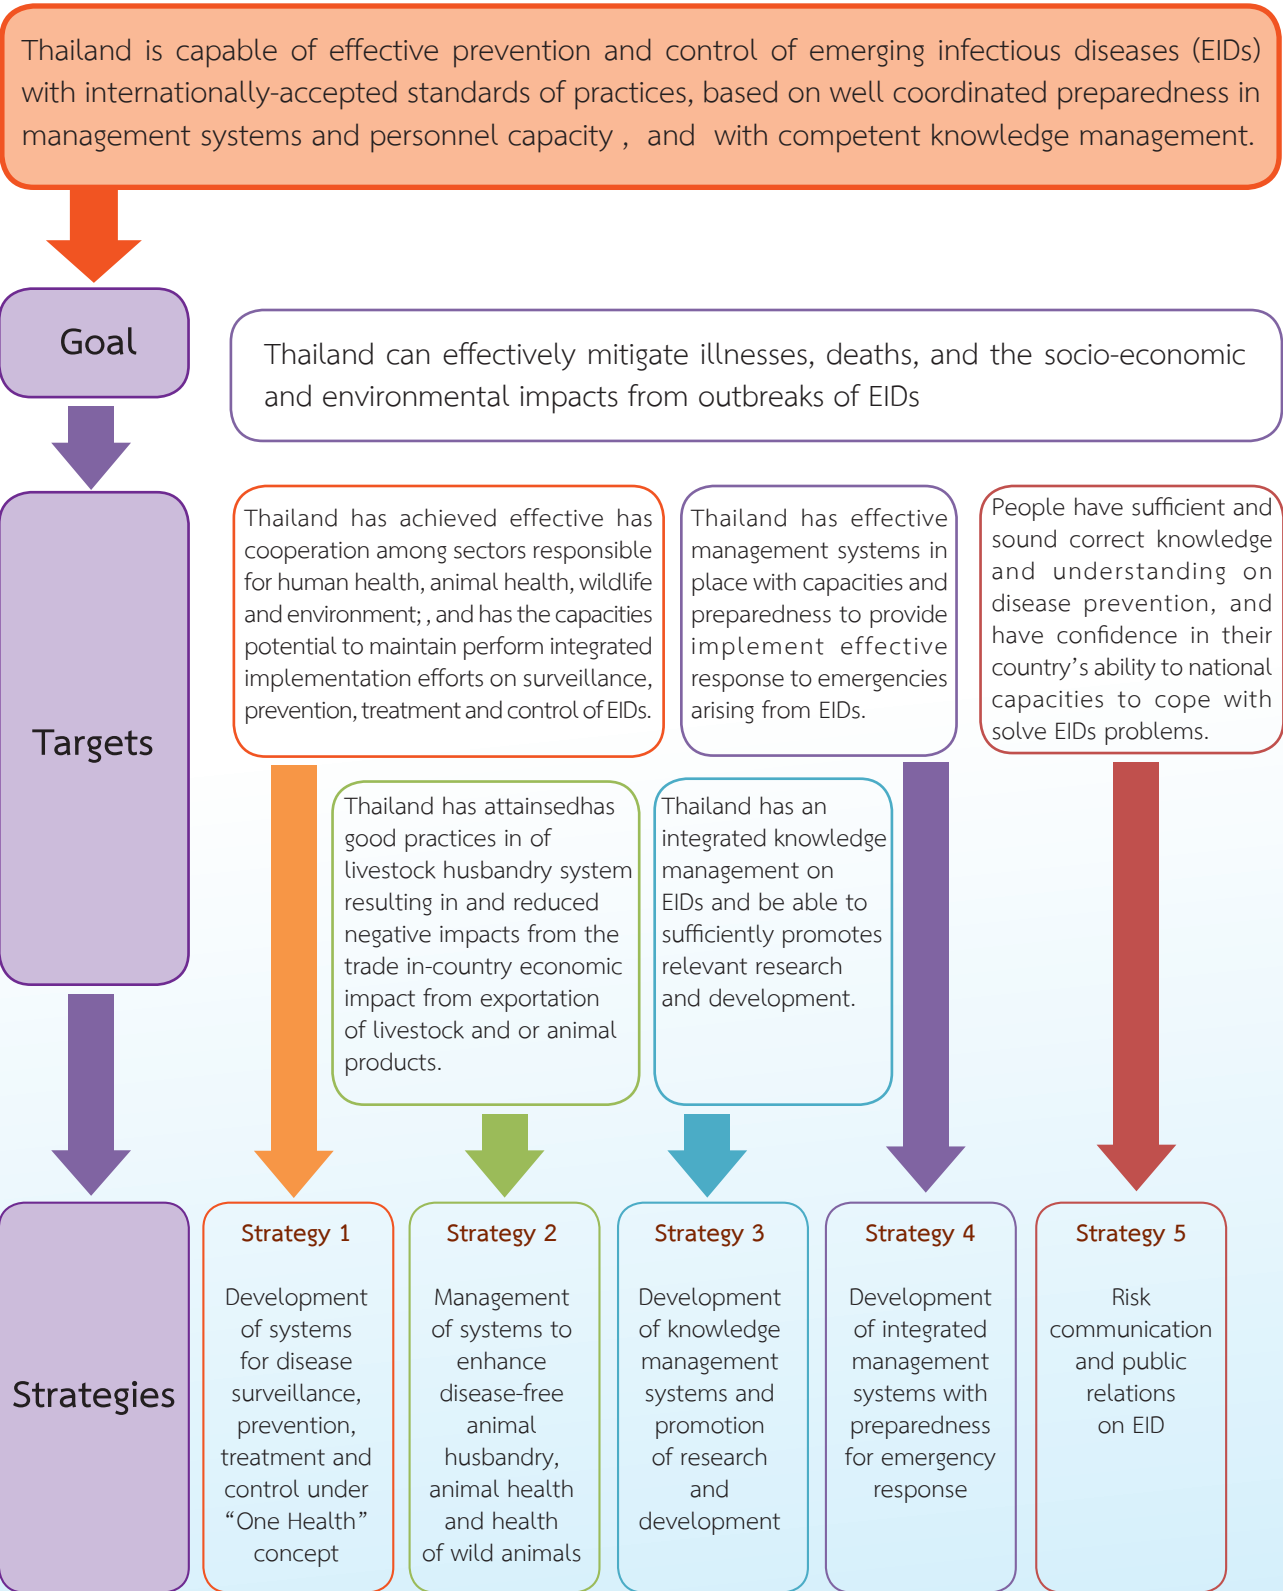 Thailand is capable of effective prevention and control of emerging infectious diseases (EIDs)
with internationally-accepted standards of practices, based on well coordinated preparedness in
management systems and personnel capacity , and with competent knowledge management.
Goal
Thailand can effectively mitigate illnesses, deaths, and the socio-economic
and environmental impacts from outbreaks of EIDs
Targets
Thailand has achieved effective has
cooperation among sectors responsible
for human health, animal health, wildlife
and environment; , and has the capacities
potential to maintain perform integrated
implementation efforts on surveillance,
prevention, treatment and control of EIDs.
Thailand has effective
management systems in
place with capacities and
preparedness to provide
implement effective
response to emergencies
arising from EIDs.
People have sufficient and
sound correct knowledge
and understanding on
disease prevention, and
have confidence in their
country's ability to national
capacities to cope with
solve EIDs problems.
Thailand has attainsedhas
good practices in of
livestock husbandry system
resulting in and reduced
negative impacts from the
trade in-country economic
impact from exportation
of livestock and or animal
products.
Thailand has an
integrated knowledge
management on
EIDs and be able to
sufficiently promotes
relevant research
and development.
Strategies
Strategy 1
Development
of systems
for disease
surveillance,
prevention,
treatment and
control under
“One Health”
concept
Strategy 2
Management
of systems to
enhance
disease-free
animal
husbandry,
animal health
and health
of wild animals
Strategy 3
Development
of knowledge
management
systems and
promotion
of research
and
development
Strategy 4
Development
of integrated
management
systems with
preparedness
for emergency
response
Strategy 5
Risk
communication
and public
relations
on EID